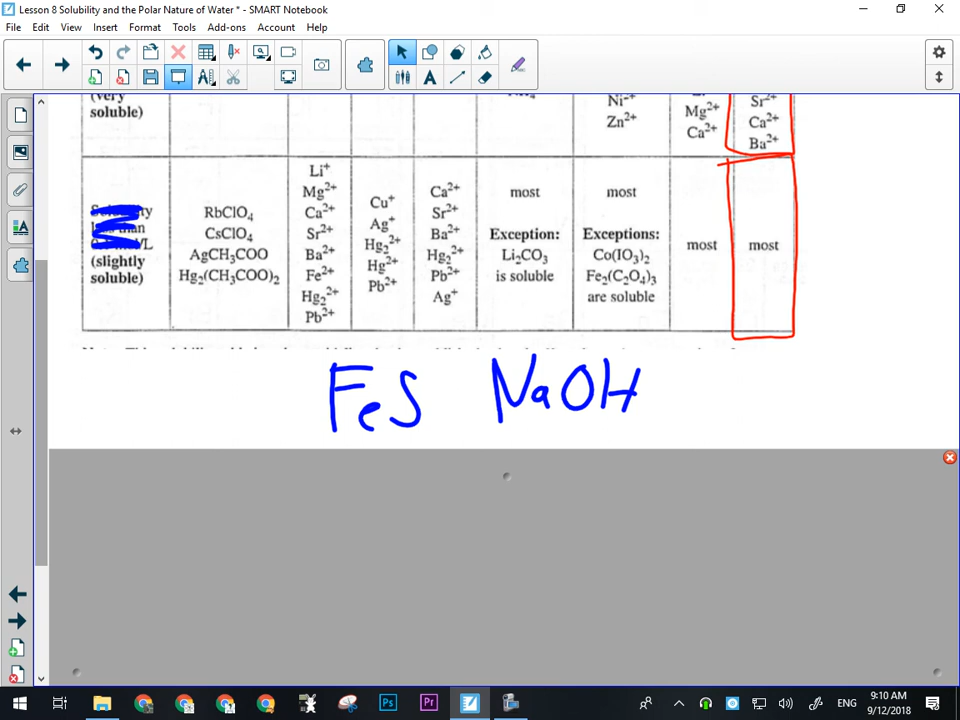 Lesson 8 Solubility and the Polar Nature of Water * - SMART Notebook
File Edit View Insert Format Tools Add-ons Account Help
(very
soluble)
Ni²⁺
Zn²⁺
Mg²⁺
Ca²⁺
Sr²⁺
Ca²⁺
Ba²⁺
(slightly
soluble)
RbClO₄
CsClO₄
AgCH₃COO
Hg₂(CH₃COO)₂
Li⁺
Mg²⁺
Ca²⁺
Sr²⁺
Ba²⁺
Fe²⁺
Hg₂²⁺
Pb²⁺
Cu⁺
Ag⁺
Hg₂²⁺
Hg²⁺
Pb²⁺
Ca²⁺
Sr²⁺
Ba²⁺
Hg₂²⁺
Pb²⁺
Ag⁺
most
Exception:
Li₂CO₃
is soluble
most
Exceptions:
Co(IO₃)₂
Fe₂(C₂O₄)₃
are soluble
most
most
FeS NaOH
ENG
9:10 AM
9/12/2018